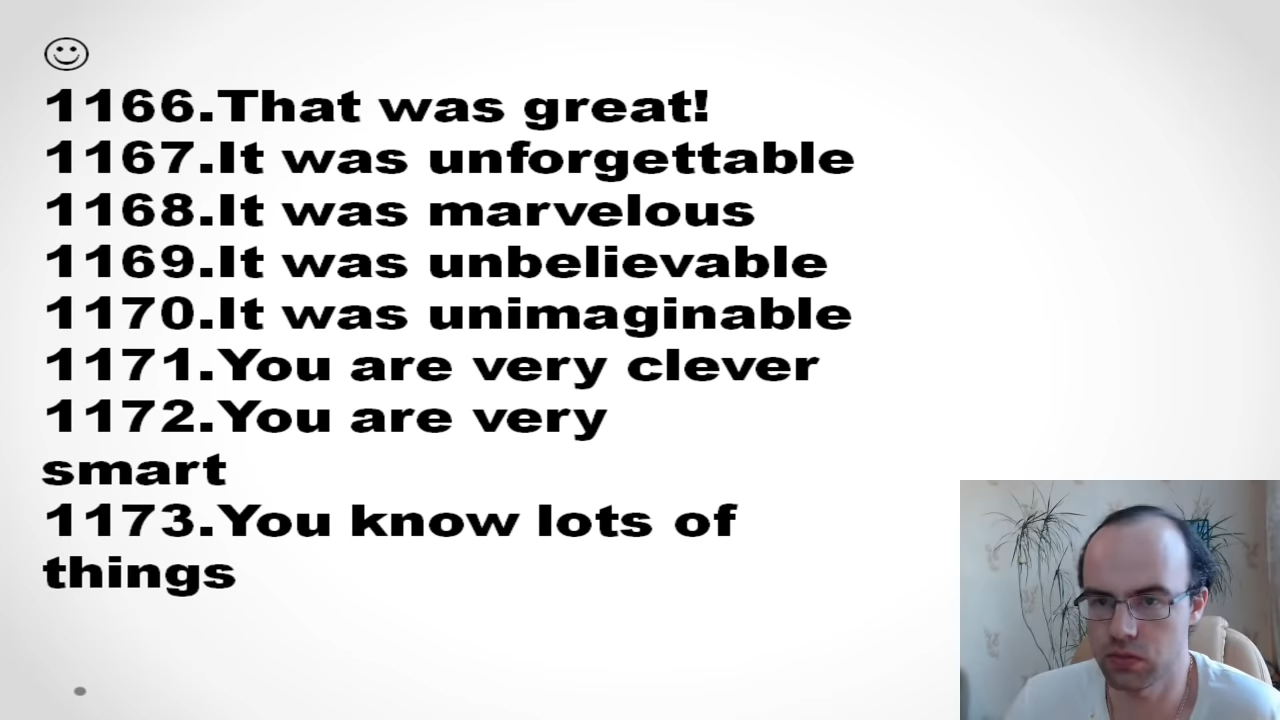 1166.That was great!
1167.It was unforgettable
1168.It was marvelous
1169.It was unbelievable
1170.It was unimaginable
1171.You are very clever
1172.You are very
smart
1173.You know lots of
things